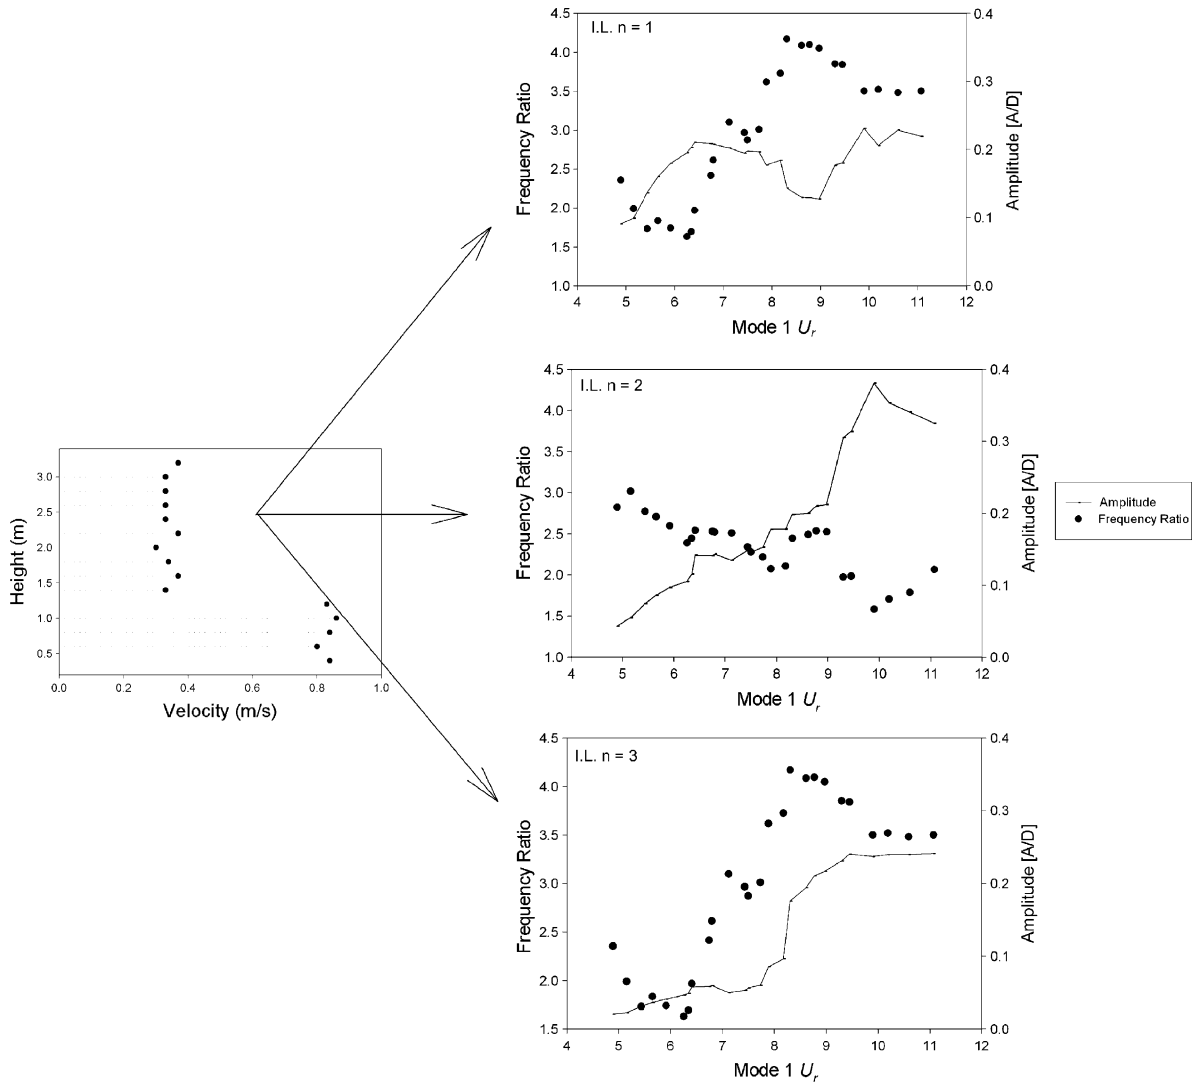 I.L. n = 1
4.5
4.0
3.5
3.0
2.5
2.0
1.5
1.0
Frequency Ratio
0.4
0.3
0.2
0.1
0.0
Amplitude [A/D]
4 5 6 7 8 9 10 11 12
Mode 1 Ur
I.L. n = 2
4.5
4.0
3.5
3.0
2.5
2.0
1.5
1.0
Frequency Ratio
0.4
0.3
0.2
0.1
0.0
Amplitude [A/D]
4 5 6 7 8 9 10 11 12
Mode 1 Ur
3.0
2.5
2.0
1.5
1.0
0.5
Height (m)
0.0 0.2 0.4 0.6 0.8 1.0
Velocity (m/s)
Amplitude
Frequency Ratio
I.L. n = 3
4.5
4.0
3.5
3.0
2.5
2.0
1.5
Frequency Ratio
0.4
0.3
0.2
0.1
0.0
Amplitude [A/D]
4 5 6 7 8 9 10 11 12
Mode 1 Ur